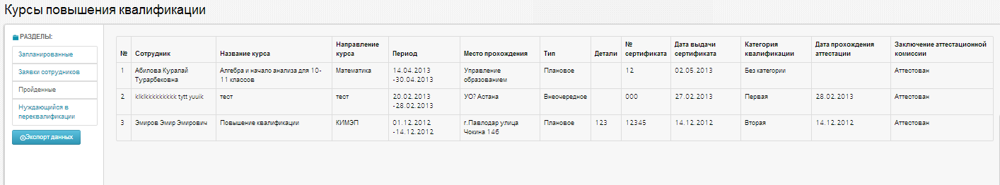 Курсы повышения квалификации
РАЗДЕЛЫ:
Запланированные
Заявки сотрудников
Пройденные
Нуждающийся в
переквалификации
Экспорт данных
№ Сотрудник Название курса Направление курса Период Место прохождения Тип Детали № сертификата Дата выдачи сертификата Категория квалификации Дата прохождения аттестации Заключение аттестационной комиссии
1 Абилова Куралай Турарбековна Алгебра и начало анализа для 10-11 классов Математика 14.04.2013 -30.04.2013 Управление образованием Плановое 12 02.05.2013 Без категории Аттестован
2 klklkkkkkkkkk tytt yuuik тест тест 20.02.2013 -28.02.2013 УО? Астана Внеочередное 000 27.02.2013 Первая 28.02.2013 Аттестован
3 Эмиров Эмир Эмирович Повышение квалификации КИМЭП 01.12.2012 -14.12.2012 г.Павлодар улица Чокина 146 Плановое 123 12345 14.12.2012 Вторая 14.12.2012 Аттестован